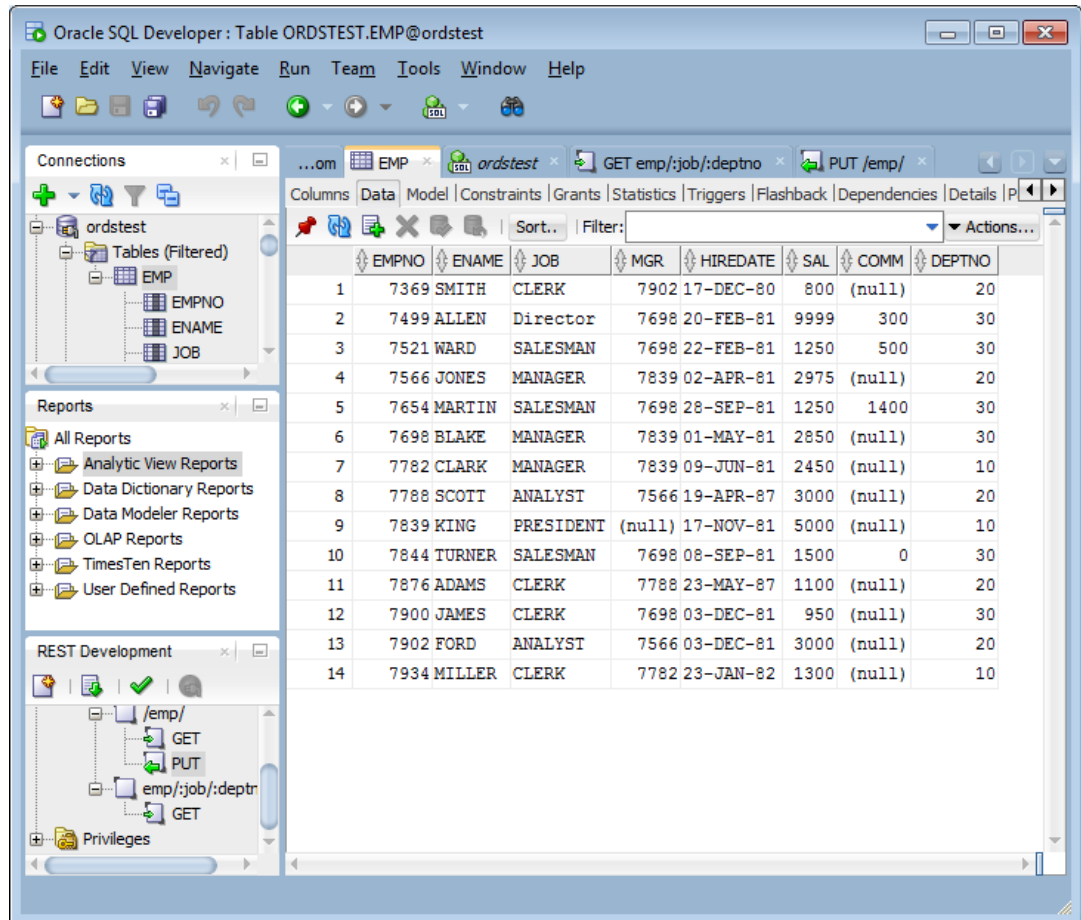 Oracle SQL Developer : Table ORDSTEST.EMP@ordstest
File Edit View Navigate Run Team Tools Window Help
SQL
Connections
ordstest
Tables (Filtered)
EMP
EMPNO
ENAME
JOB
Reports
All Reports
Analytic View Reports
Data Dictionary Reports
Data Modeler Reports
OLAP Reports
TimesTen Reports
User Defined Reports
REST Development
/emp/
GET
PUT
emp/:job/:deptn
GET
Privileges
...om EMP ordstest GET emp/:job/:deptno PUT /emp/
Columns Data Model Constraints Grants Statistics Triggers Flashback Dependencies Details P
Sort.. Filter: Actions...
EMPNO ENAME JOB MGR HIREDATE SAL COMM DEPTNO
1 7369 SMITH CLERK 7902 17-DEC-80 800 (null) 20
2 7499 ALLEN Director 7698 20-FEB-81 9999 300 30
3 7521 WARD SALESMAN 7698 22-FEB-81 1250 500 30
4 7566 JONES MANAGER 7839 02-APR-81 2975 (null) 20
5 7654 MARTIN SALESMAN 7698 28-SEP-81 1250 1400 30
6 7698 BLAKE MANAGER 7839 01-MAY-81 2850 (null) 30
7 7782 CLARK MANAGER 7839 09-JUN-81 2450 (null) 10
8 7788 SCOTT ANALYST 7566 19-APR-87 3000 (null) 20
9 7839 KING PRESIDENT (null) 17-NOV-81 5000 (null) 10
10 7844 TURNER SALESMAN 7698 08-SEP-81 1500 0 30
11 7876 ADAMS CLERK 7788 23-MAY-87 1100 (null) 20
12 7900 JAMES CLERK 7698 03-DEC-81 950 (null) 30
13 7902 FORD ANALYST 7566 03-DEC-81 3000 (null) 20
14 7934 MILLER CLERK 7782 23-JAN-82 1300 (null) 10